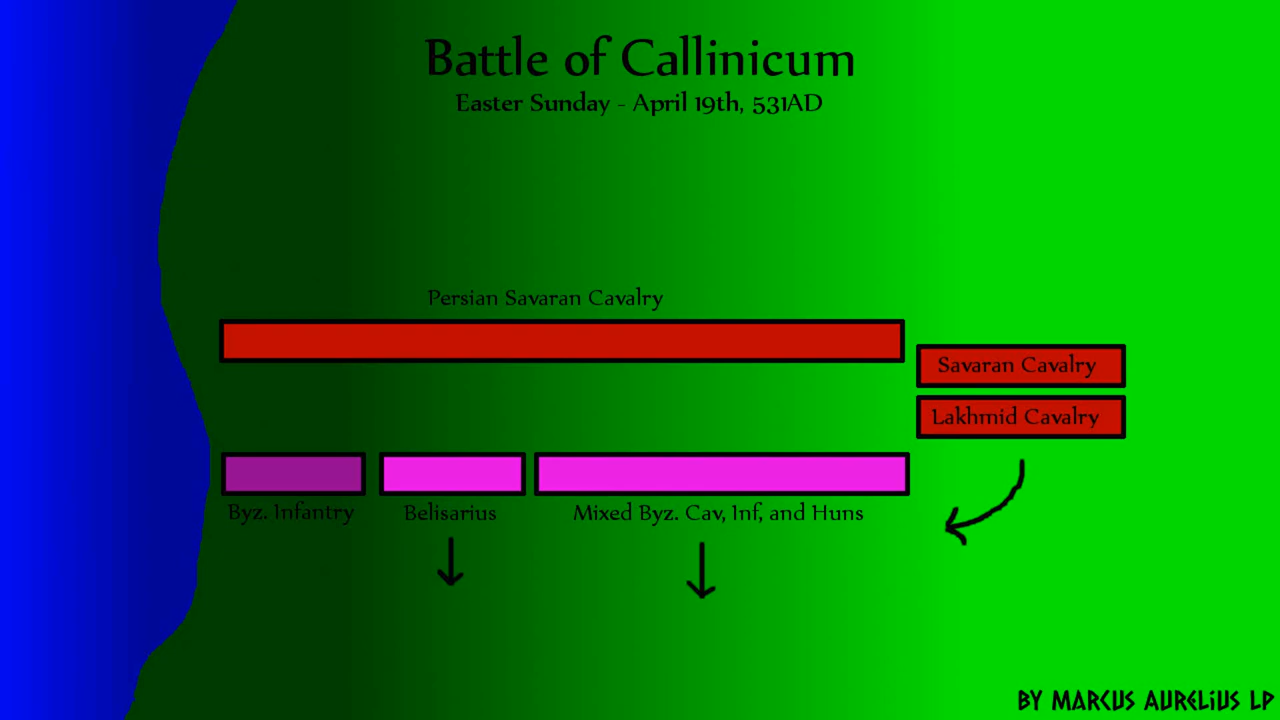 Battle of Callinicum
Easter Sunday - April 19th, 531AD
Persian Savaran Cavalry
Savaran Cavalry
Lakhmid Cavalry
Byz. Infantry
Belisarius
Mixed Byz. Cav, Inf, and Huns
BY MARCUS AURELIUS LP